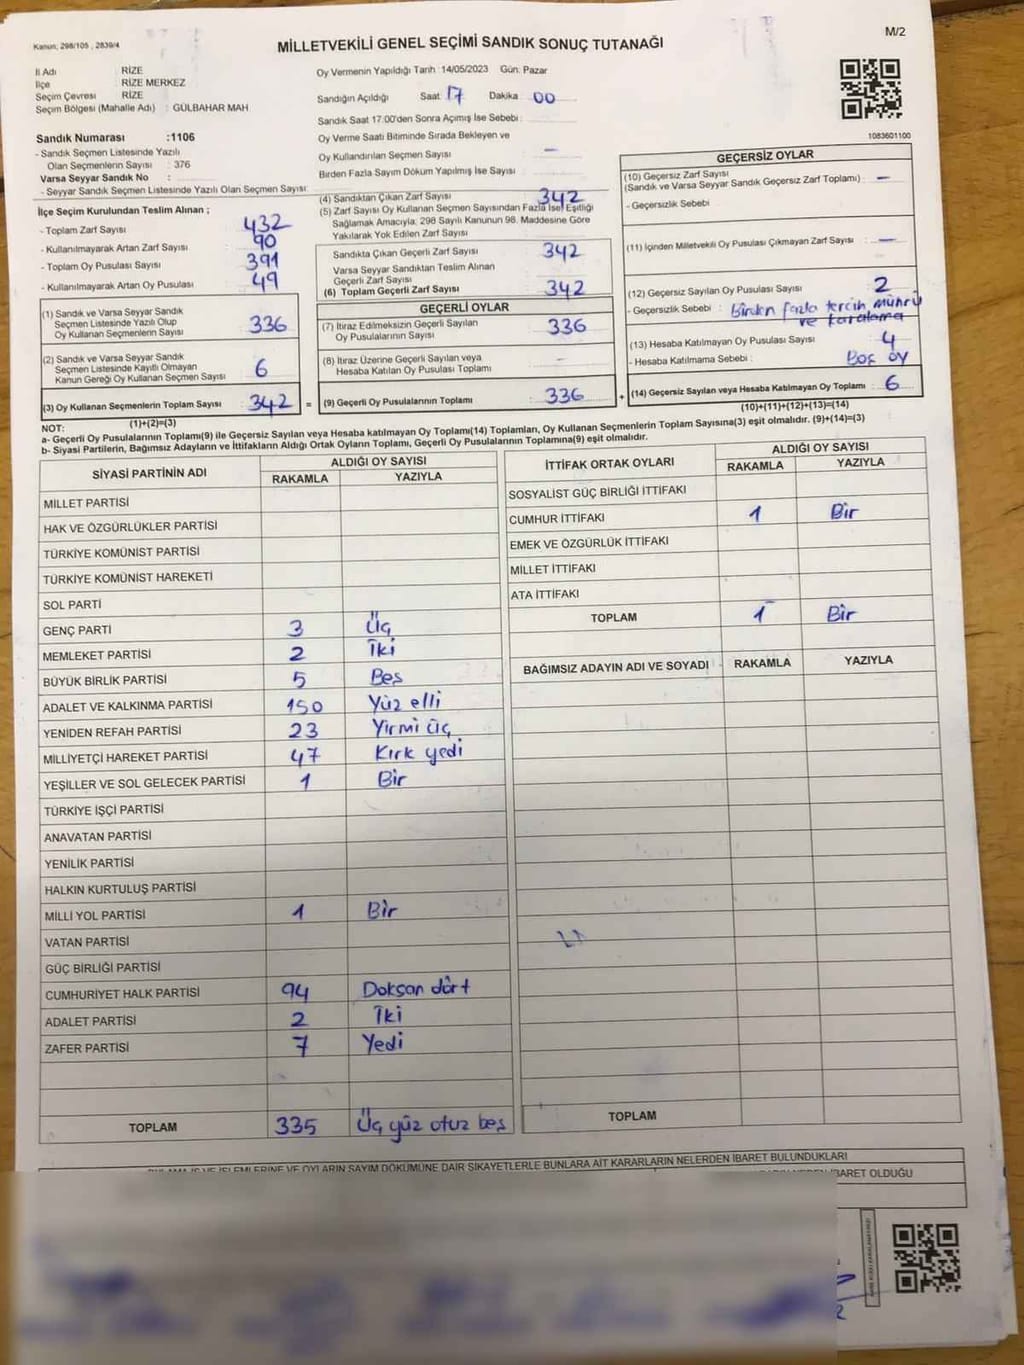 Kanun; 298/105 , 2839/4
MİLLETVEKİLİ GENEL SEÇİMİ SANDIK SONUÇ TUTANAĞI
M/2
İl Adı : RİZE
İlçe : RİZE MERKEZ
Seçim Çevresi : RİZE
Seçim Bölgesi (Mahalle Adı) : GÜLBAHAR MAH
Sandık Numarası :1106
- Sandık Seçmen Listesinde Yazılı
Olan Seçmenlerin Sayısı : 376
Varsa Seyyar Sandık No :
- Seyyar Sandık Seçmen Listesinde Yazılı Olan Seçmen Sayısı:
Oy Vermenin Yapıldığı Tarih :14/05/2023 Gün: Pazar
Sandığın Açıldığı Saat 17 Dakika 00
Sandık Saat 17:00'den Sonra Açılmış İse Sebebi :
Oy Verme Saati Bitiminde Sırada Bekleyen ve
Oy Kullandırılan Seçmen Sayısı —
Birden Fazla Sayım Döküm Yapılmış İse Sayısı :
1083601100
İlçe Seçim Kurulundan Teslim Alınan ;
- Toplam Zarf Sayısı : 432
- Kullanılmayarak Artan Zarf Sayısı : 90
- Toplam Oy Pusulası Sayısı : 391
- Kullanılmayarak Artan Oy Pusulası : 49
(1) Sandık ve Varsa Seyyar Sandık
Seçmen Listesinde Yazılı Olup
Oy Kullanan Seçmenlerin Sayısı : 336
(2) Sandık ve Varsa Seyyar Sandık
Seçmen Listesinde Kayıtlı Olmayan
Kanun Gereği Oy Kullanan Seçmen Sayısı : 6
(3) Oy Kullanan Seçmenlerin Toplam Sayısı : 342 =
(1)+(2)=(3)
(4) Sandıktan Çıkan Zarf Sayısı : 342
(5) Zarf Sayısı Oy Kullanan Seçmen Sayısından Fazla İse; Eşitliği
Sağlamak Amacıyla; 298 Sayılı Kanunun 98. Maddesine Göre
Yakılarak Yok Edilen Zarf Sayısı :
Sandıkta Çıkan Geçerli Zarf Sayısı : 342
Varsa Seyyar Sandıktan Teslim Alınan
Geçerli Zarf Sayısı
(6) Toplam Geçerli Zarf Sayısı : 342
GEÇERLİ OYLAR
(7) İtiraz Edilmeksizin Geçerli Sayılan
Oy Pusulalarının Sayısı : 336
(8) İtiraz Üzerine Geçerli Sayılan veya
Hesaba Katılan Oy Pusulası Toplamı : —
(9) Geçerli Oy Pusulalarının Toplamı : 336 +
GEÇERSİZ OYLAR
(10) Geçersiz Zarf Sayısı
(Sandık ve Varsa Seyyar Sandık Geçersiz Zarf Toplamı) : —
- Geçersizlik Sebebi :
(11) İçinden Milletvekili Oy Pusulası Çıkmayan Zarf Sayısı : —
(12) Geçersiz Sayılan Oy Pusulası Sayısı : 2
- Geçersizlik Sebebi : Birden fazla tercih mührü
ve karalama
(13) Hesaba Katılmayan Oy Pusulası Sayısı : 4
- Hesaba Katılmama Sebebi : Boş oy
(14) Geçersiz Sayılan veya Hesaba Katılmayan Oy Toplamı : 6
(10)+(11)+(12)+(13)=(14)
NOT:
a- Geçerli Oy Pusulalarının Toplamı(9) ile Geçersiz Sayılan veya Hesaba katılmayan Oy Toplamı(14) Toplamları, Oy Kullanan Seçmenlerin Toplam Sayısına(3) eşit olmalıdır. (9)+(14)=(3)
b- Siyasi Partilerin, Bağımsız Adayların ve İttifakların Aldığı Ortak Oyların Toplamı, Geçerli Oy Pusulalarının Toplamına(9) eşit olmalıdır.
SİYASİ PARTİNİN ADI ALDIĞI OY SAYISI
RAKAMLA YAZIYLA
MİLLET PARTİSİ
HAK VE ÖZGÜRLÜKLER PARTİSİ
TÜRKİYE KOMÜNİST PARTİSİ
TÜRKİYE KOMÜNİST HAREKETİ
SOL PARTİ
GENÇ PARTİ 3 Üç
MEMLEKET PARTİSİ 2 İki
BÜYÜK BİRLİK PARTİSİ 5 Beş
ADALET VE KALKINMA PARTİSİ 150 Yüz elli
YENİDEN REFAH PARTİSİ 23 Yirmi üç
MİLLİYETÇİ HAREKET PARTİSİ 47 Kırk yedi
YEŞİLLER VE SOL GELECEK PARTİSİ 1 Bir
TÜRKİYE İŞÇİ PARTİSİ
ANAVATAN PARTİSİ
YENİLİK PARTİSİ
HALKIN KURTULUŞ PARTİSİ
MİLLİ YOL PARTİSİ 1 Bir
VATAN PARTİSİ
GÜÇ BİRLİĞİ PARTİSİ
CUMHURİYET HALK PARTİSİ 94 Doksan dört
ADALET PARTİSİ 2 İki
ZAFER PARTİSİ 7 Yedi
TOPLAM 335 Üç yüz otuz beş
İTTİFAK ORTAK OYLARI ALDIĞI OY SAYISI
RAKAMLA YAZIYLA
SOSYALİST GÜÇ BİRLİĞİ İTTİFAKI
CUMHUR İTTİFAKI 1 Bir
EMEK VE ÖZGÜRLÜK İTTİFAKI
MİLLET İTTİFAKI
ATA İTTİFAKI
TOPLAM 1 Bir
BAĞIMSIZ ADAYIN ADI VE SOYADI RAKAMLA YAZIYLA
TOPLAM
OYLARIN SAYIM DÖKÜMÜNE DAİR ŞİKAYETLERLE BUNLARA AİT KARARLARIN NELERDEN İBARET BULUNDUKLARI
OLDUĞU